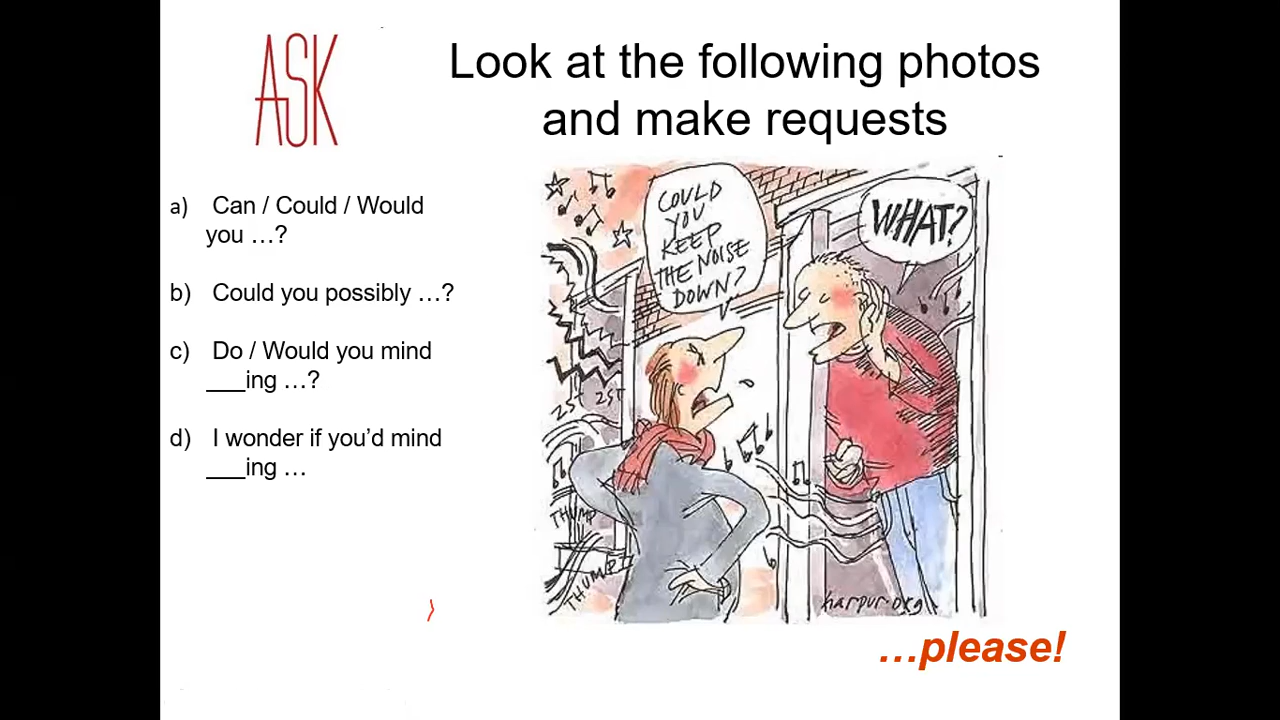 ASK
Look at the following photos
and make requests
a) Can / Could / Would
you …?
b) Could you possibly …?
c) Do / Would you mind
___ing …?
d) I wonder if you’d mind
___ing …
COULD
YOU
KEEP
THE NOISE
DOWN?
WHAT?
ZST ZST
THUMP
THUMP
harpur.org
…please!